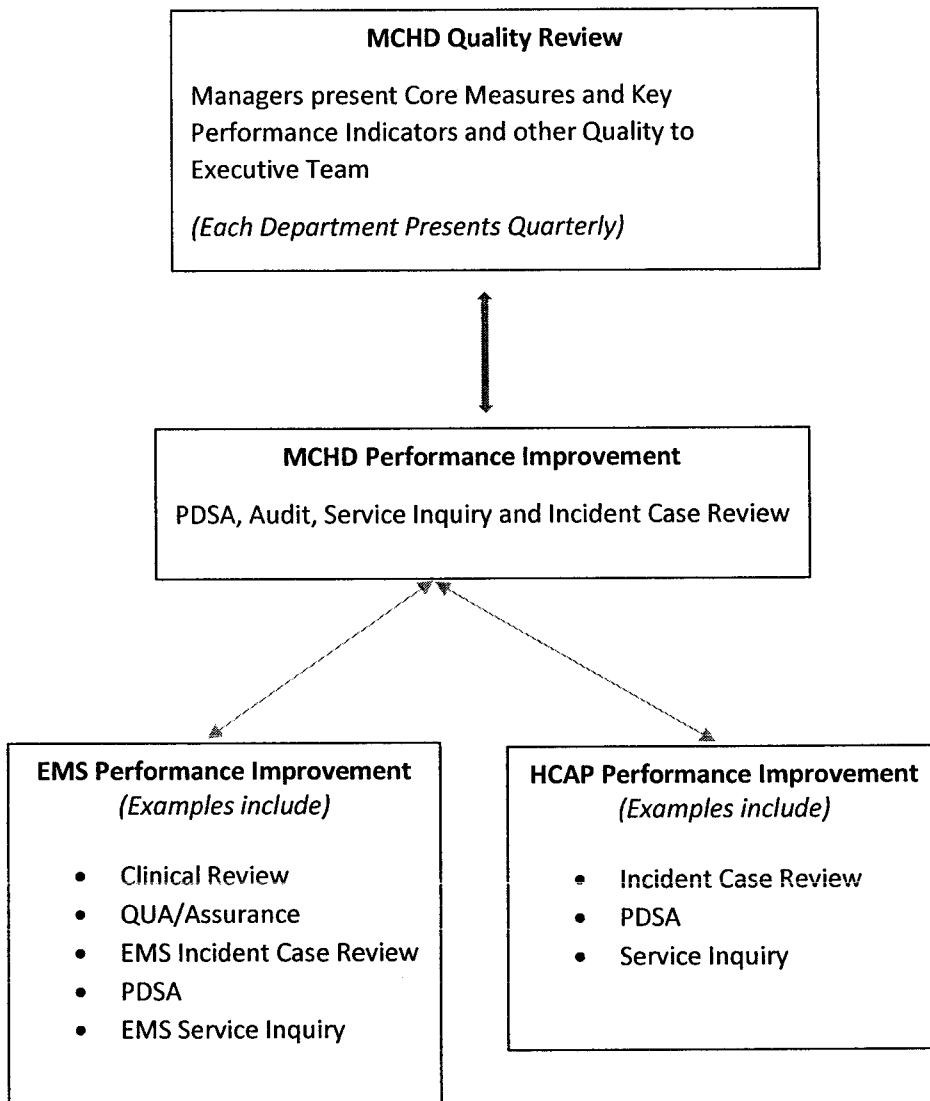 MCHD Quality Review
Managers present Core Measures and Key
Performance Indicators and other Quality to
Executive Team
(Each Department Presents Quarterly)
MCHD Performance Improvement
PDSA, Audit, Service Inquiry and Incident Case Review
EMS Performance Improvement
(Examples include)
• Clinical Review
• QUA/Assurance
• EMS Incident Case Review
• PDSA
• EMS Service Inquiry
HCAP Performance Improvement
(Examples include)
• Incident Case Review
• PDSA
• Service Inquiry